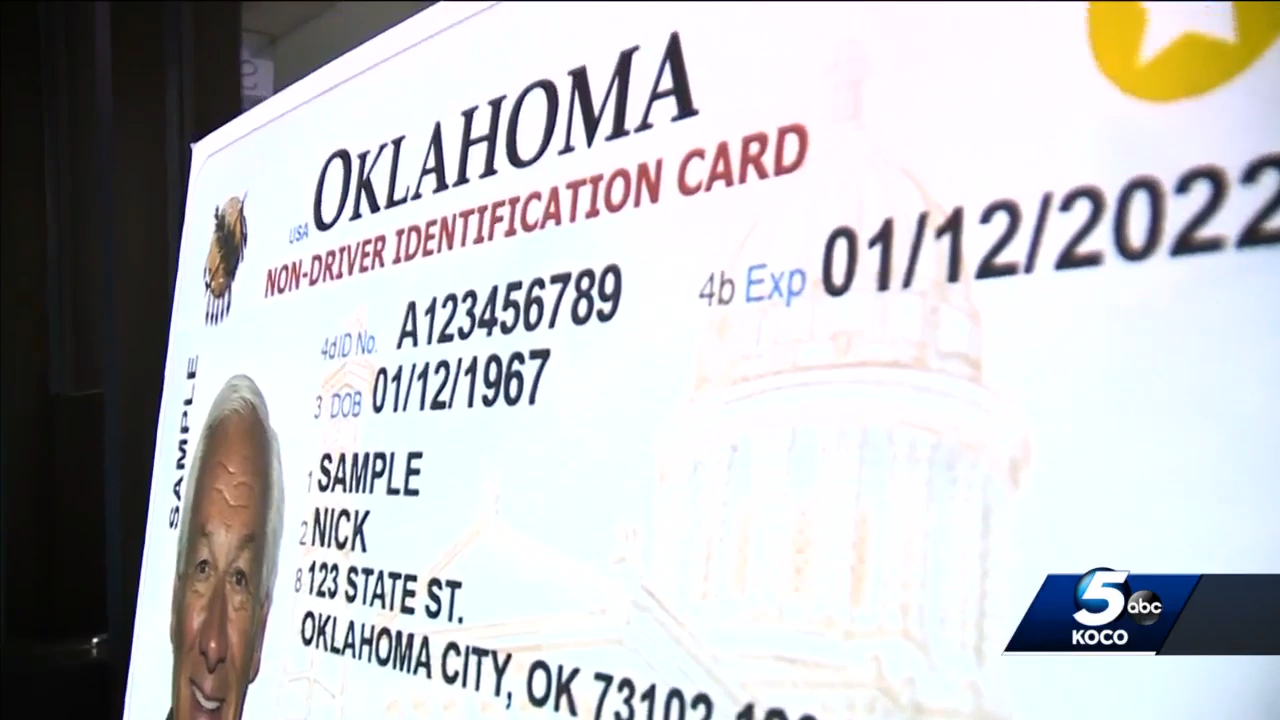 USA OKLAHOMA
NON-DRIVER IDENTIFICATION CARD
4d ID No. A123456789
4b Exp 01/12/2022
3 DOB 01/12/1967
SAMPLE
1 SAMPLE
2 NICK
8 123 STATE ST.
OKLAHOMA CITY, OK 73102
5 abc
KOCO